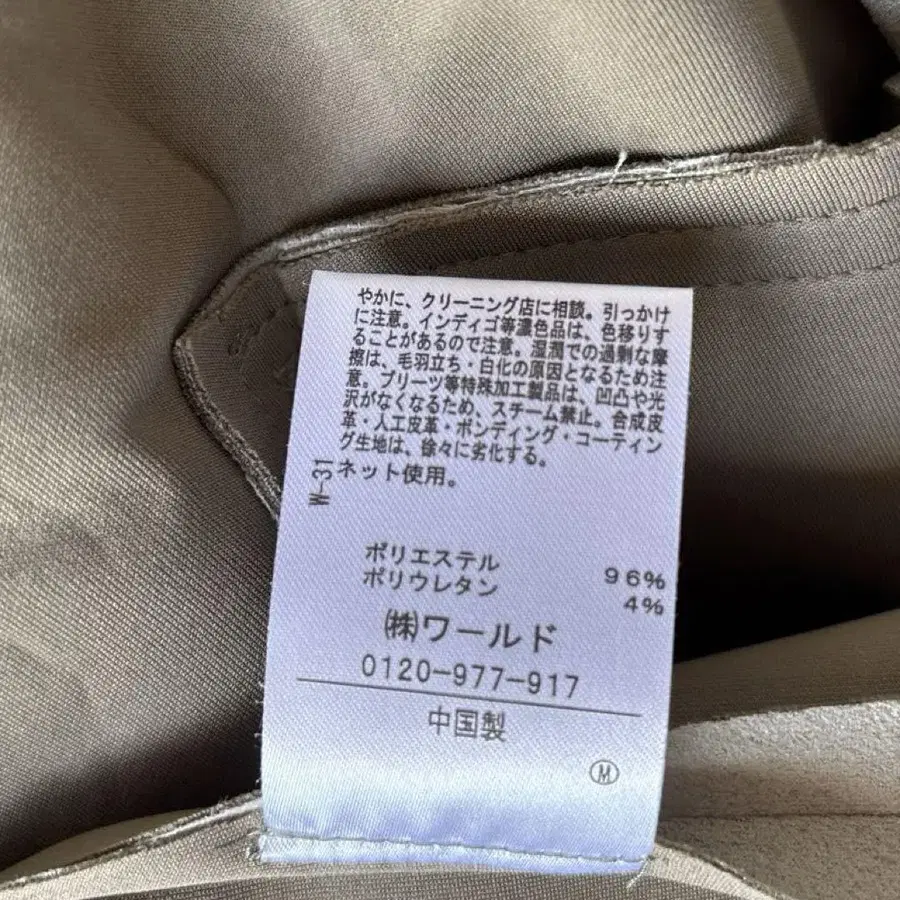 やかに、クリーニング店に相談。引っかけ
に注意。インディゴ等濃色品は、色移りす
ることがあるので注意。湿潤での過剰な摩
擦は、毛羽立ち・白化の原因となるため注
意。プリーツ等特殊加工製品は、凹凸や光
沢がなくなるため、スチーム禁止。合成皮
革・人工皮革・ボンディング・コーティン
グ生地は、徐々に劣化する。
W-31
ネット使用。
ポリエステル 96%
ポリウレタン 4%
㈱ワールド
0120-977-917
中国製
Ⓜ